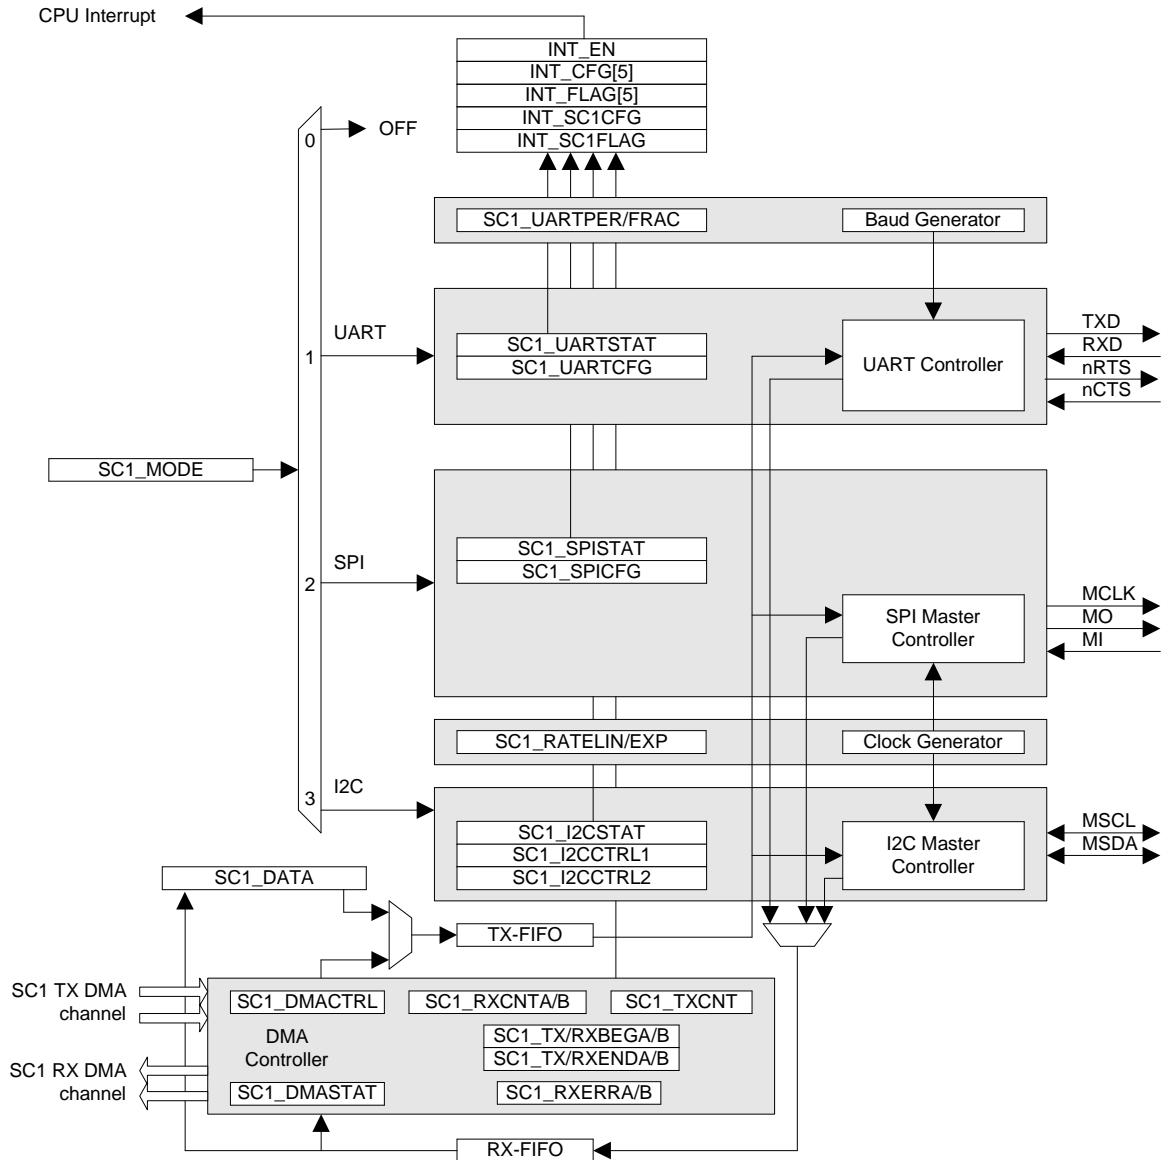 CPU Interrupt
INT_EN
INT_CFG[5]
INT_FLAG[5]
INT_SC1CFG
INT_SC1FLAG
0
OFF
SC1_UARTPER/FRAC
Baud Generator
UART
1
SC1_UARTSTAT
SC1_UARTCFG
UART Controller
TXD
RXD
nRTS
nCTS
SC1_MODE
SPI
2
SC1_SPISTAT
SC1_SPICFG
SPI Master
Controller
MCLK
MO
MI
SC1_RATELIN/EXP
Clock Generator
I2C
3
SC1_I2CSTAT
SC1_I2CCTRL1
SC1_I2CCTRL2
I2C Master
Controller
MSCL
MSDA
SC1_DATA
TX-FIFO
SC1 TX DMA
channel
SC1_DMACTRL
SC1_RXCNTA/B
SC1_TXCNT
DMA
Controller
SC1_TX/RXBEGA/B
SC1_TX/RXENDA/B
SC1 RX DMA
channel
SC1_DMASTAT
SC1_RXERRA/B
RX-FIFO